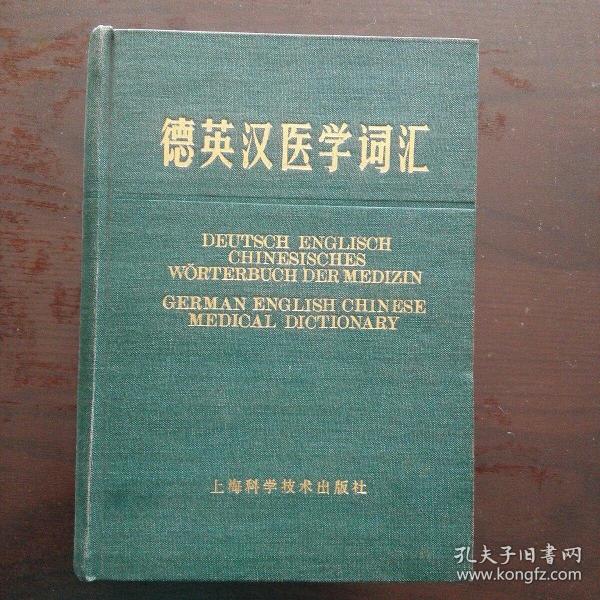 德英汉医学词汇
DEUTSCH ENGLISCH
CHINESISCHES
WÖRTERBUCH DER MEDIZIN
GERMAN ENGLISH CHINESE
MEDICAL DICTIONARY
上海科学技术出版社
孔夫子旧书网
www.kongfz.com